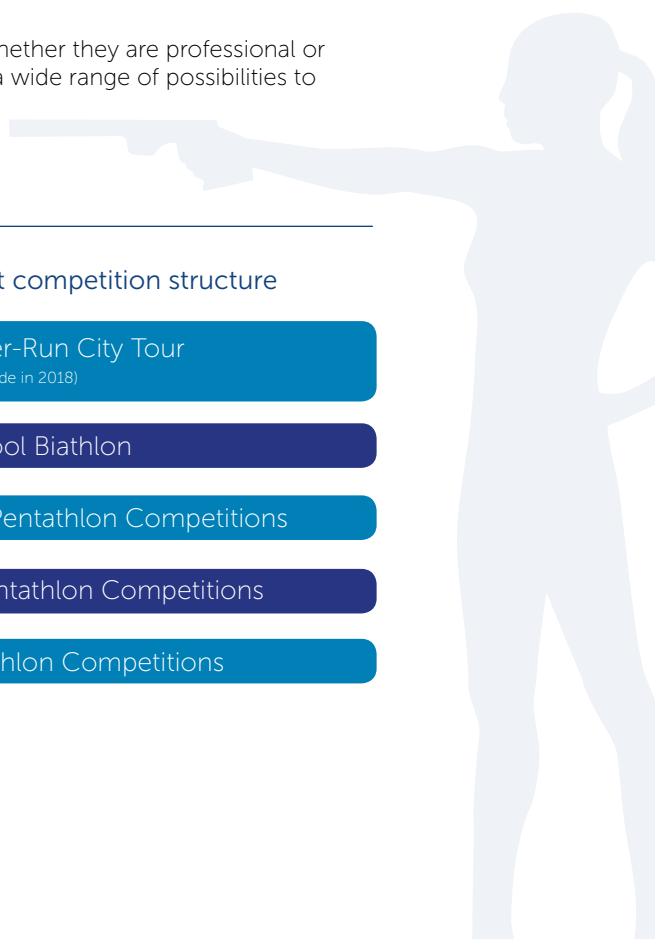 hether they are professional or
a wide range of possibilities to
t competition structure
er-Run City Tour
de in 2018)
ool Biathlon
Pentathlon Competitions
ntathlon Competitions
hlon Competitions